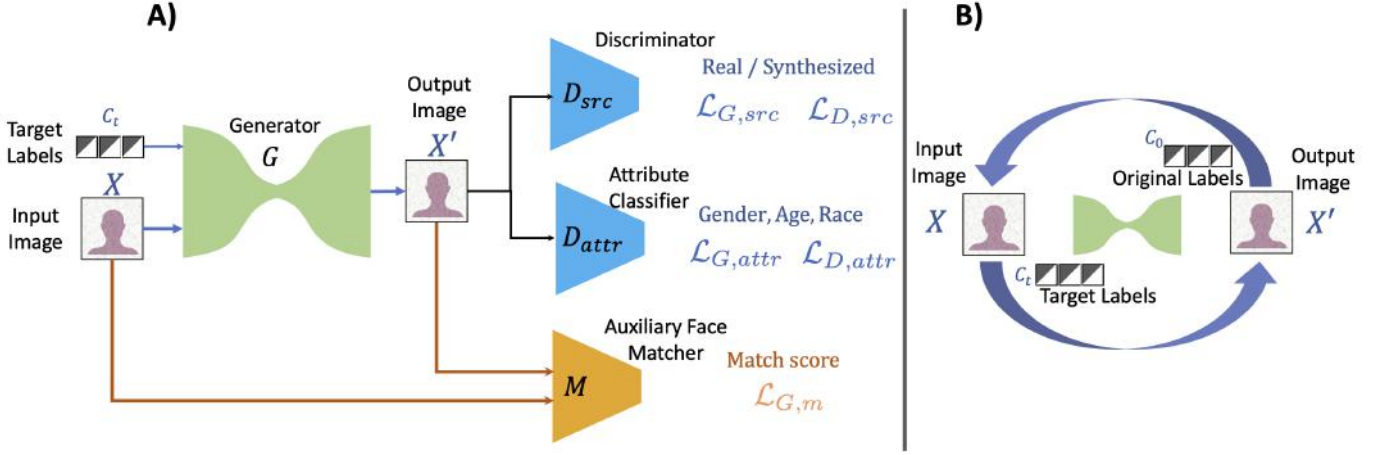 A)
Discriminator
D_src
Real / Synthesized
ℒ_G,src ℒ_D,src
Target
Labels
C_t
Generator
G
Output
Image
X′
Input
Image
X
Attribute
Classifier
D_attr
Gender, Age, Race
ℒ_G,attr ℒ_D,attr
Auxiliary Face
Matcher
M
Match score
ℒ_G,m
B)
Input
Image
X
C_0
Original Labels
Output
Image
X′
C_t
Target Labels